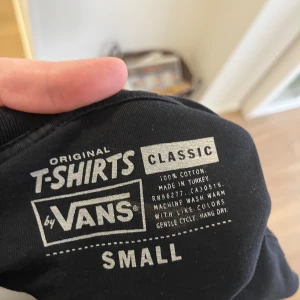 ORIGINAL
T-SHIRTS
by VANS®
CLASSIC
100% COTTON.
MADE IN TURKEY.
MACHINE WASH WARM
WITH LIKE COLORS
GENTLE CYCLE. HANG DRY.
SMALL